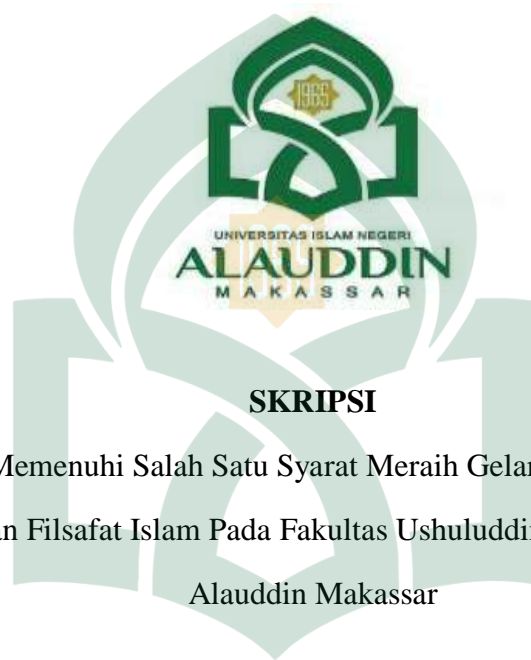 1965
UNIVERSITAS ISLAM NEGERI
ALAUDDIN
MAKASSAR
SKRIPSI
Memenuhi Salah Satu Syarat Meraih Gelar
Filsafat Islam Pada Fakultas
Alauddin Makassar